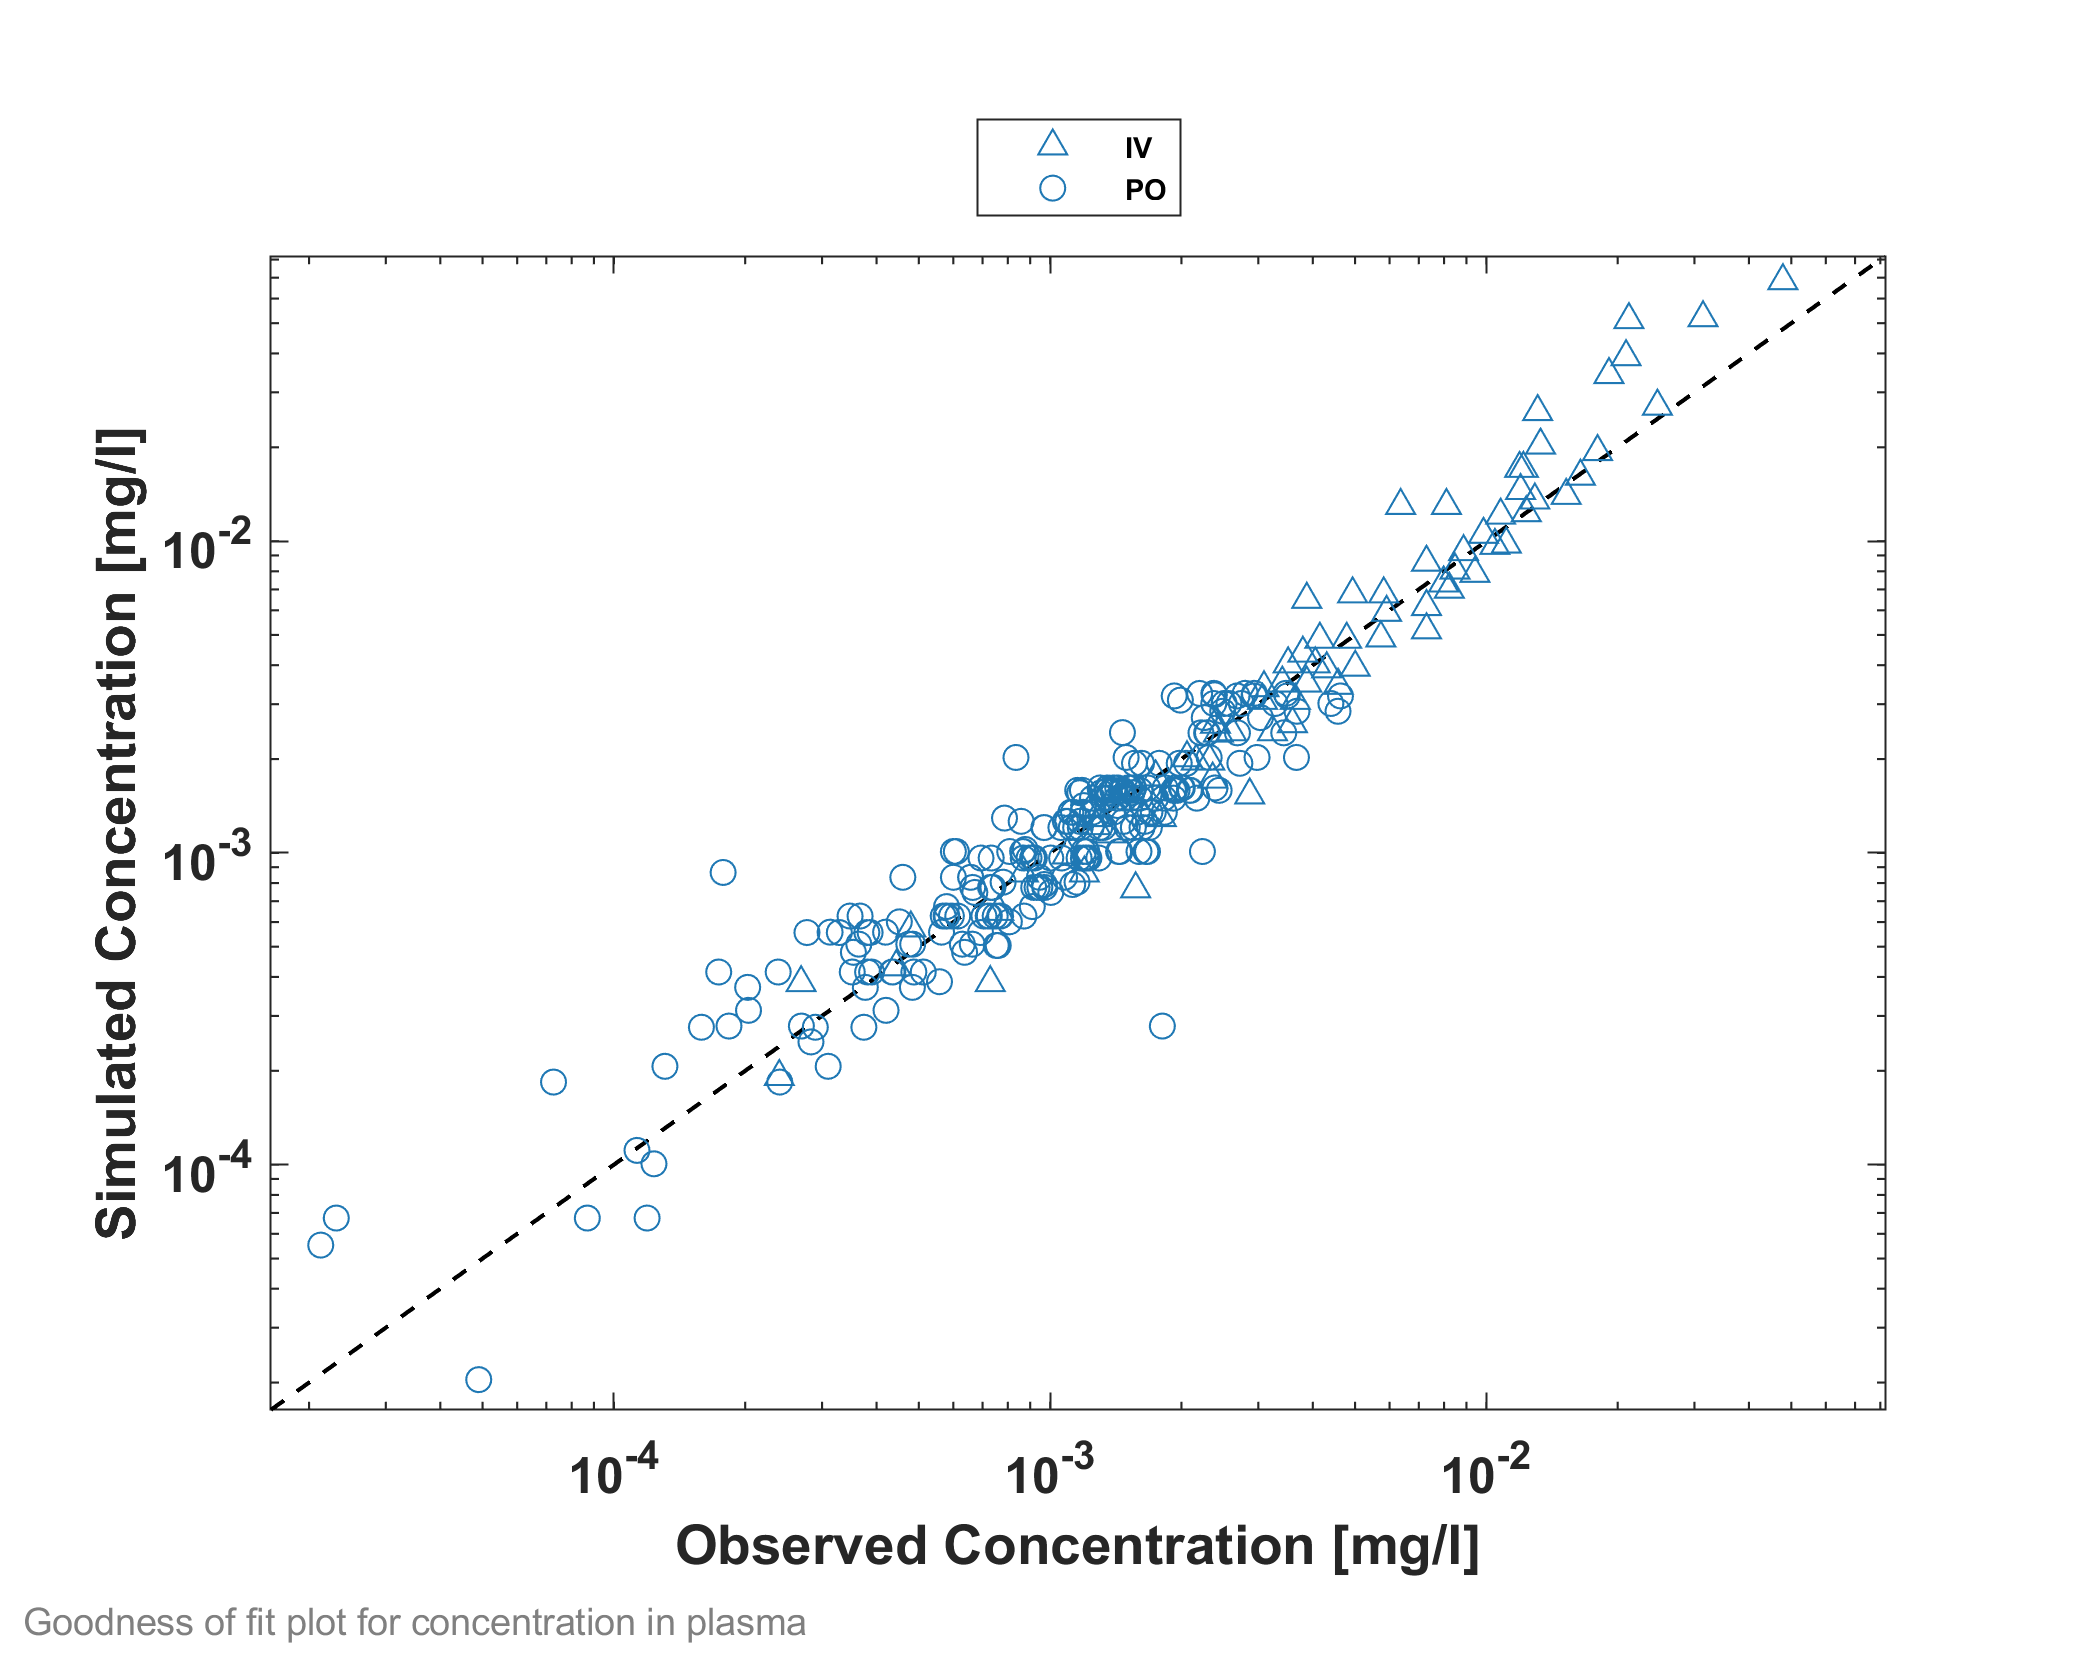 IV
PO
Simulated Concentration [mg/l]
10^-2
10^-3
10^-4
10^-4 10^-3 10^-2
Observed Concentration [mg/l]
Goodness of fit plot for concentration in plasma